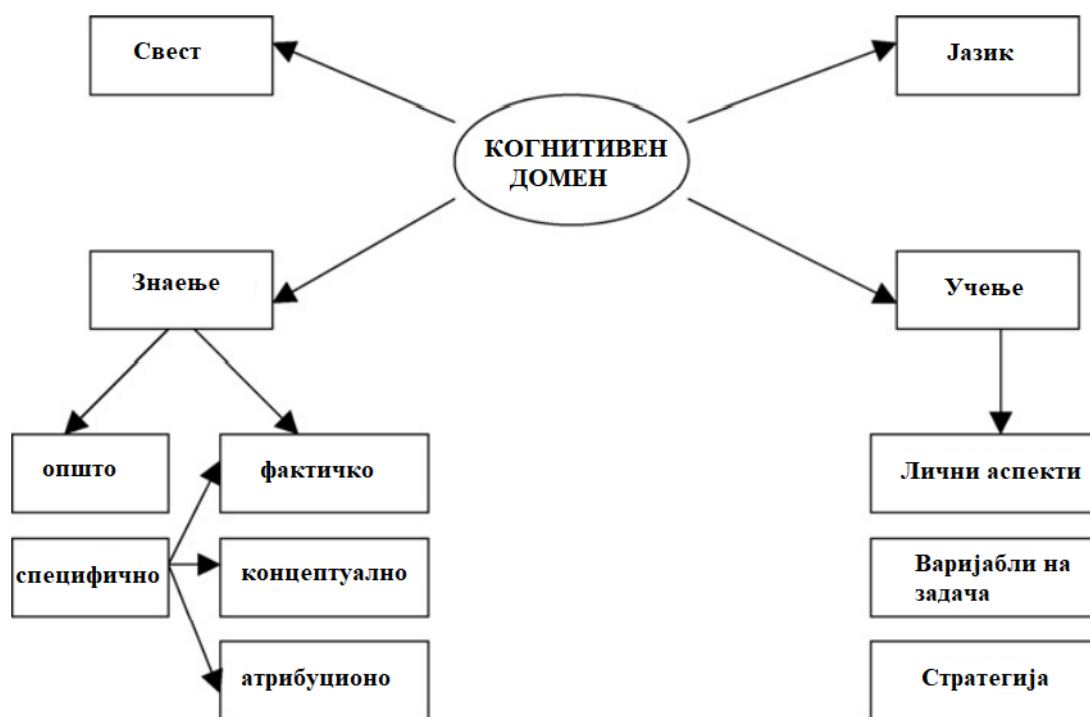 Свест
Јазик
КОГНИТИВЕН
ДОМЕН
Знаење
Учење
општо
фактичко
Лични аспекти
специфично
концептуално
Варијабли на
задача
атрибуционо
Стратегија